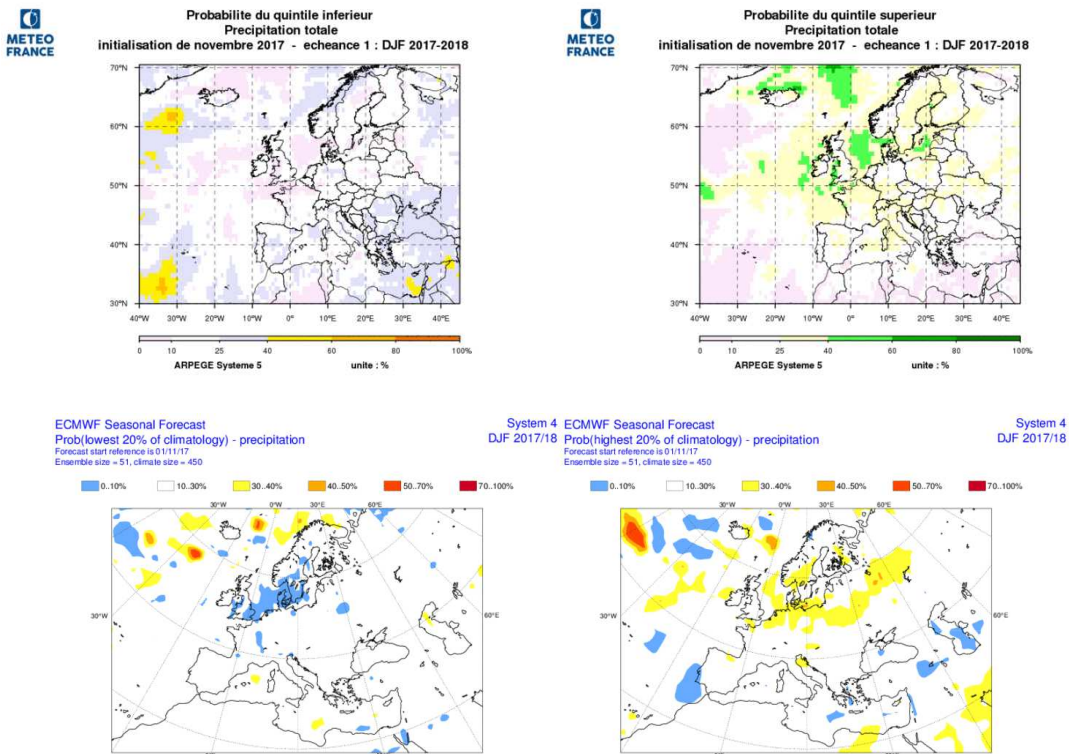 METEO
FRANCE
Probabilite du quintile inferieur
Precipitation totale
initialisation de novembre 2017 - echeance 1 : DJF 2017-2018
70°N
60°N
50°N
40°N
30°N
40°W 30°W 20°W 10°W 0° 10°E 20°E 30°E 40°E
0 10 25 40 60 80 100%
ARPEGE Systeme 5 unite : %
METEO
FRANCE
Probabilite du quintile superieur
Precipitation totale
initialisation de novembre 2017 - echeance 1 : DJF 2017-2018
70°N
60°N
50°N
40°N
30°N
40°W 30°W 20°W 10°W 0° 10°E 20°E 30°E 40°E
0 10 25 40 60 80 100%
ARPEGE Systeme 5 unite : %
ECMWF Seasonal Forecast System 4
Prob(lowest 20% of climatology) - precipitation DJF 2017/18
Forecast start reference is 01/11/17
Ensemble size = 51, climate size = 450
0..10% 10..30% 30..40% 40..50% 50..70% 70..100%
30°W 0°W 30°E 60°E
30°W
60°E
ECMWF Seasonal Forecast System 4
Prob(highest 20% of climatology) - precipitation DJF 2017/18
Forecast start reference is 01/11/17
Ensemble size = 51, climate size = 450
0..10% 10..30% 30..40% 40..50% 50..70% 70..100%
30°W 0°W 30°E 60°E
30°W
60°E